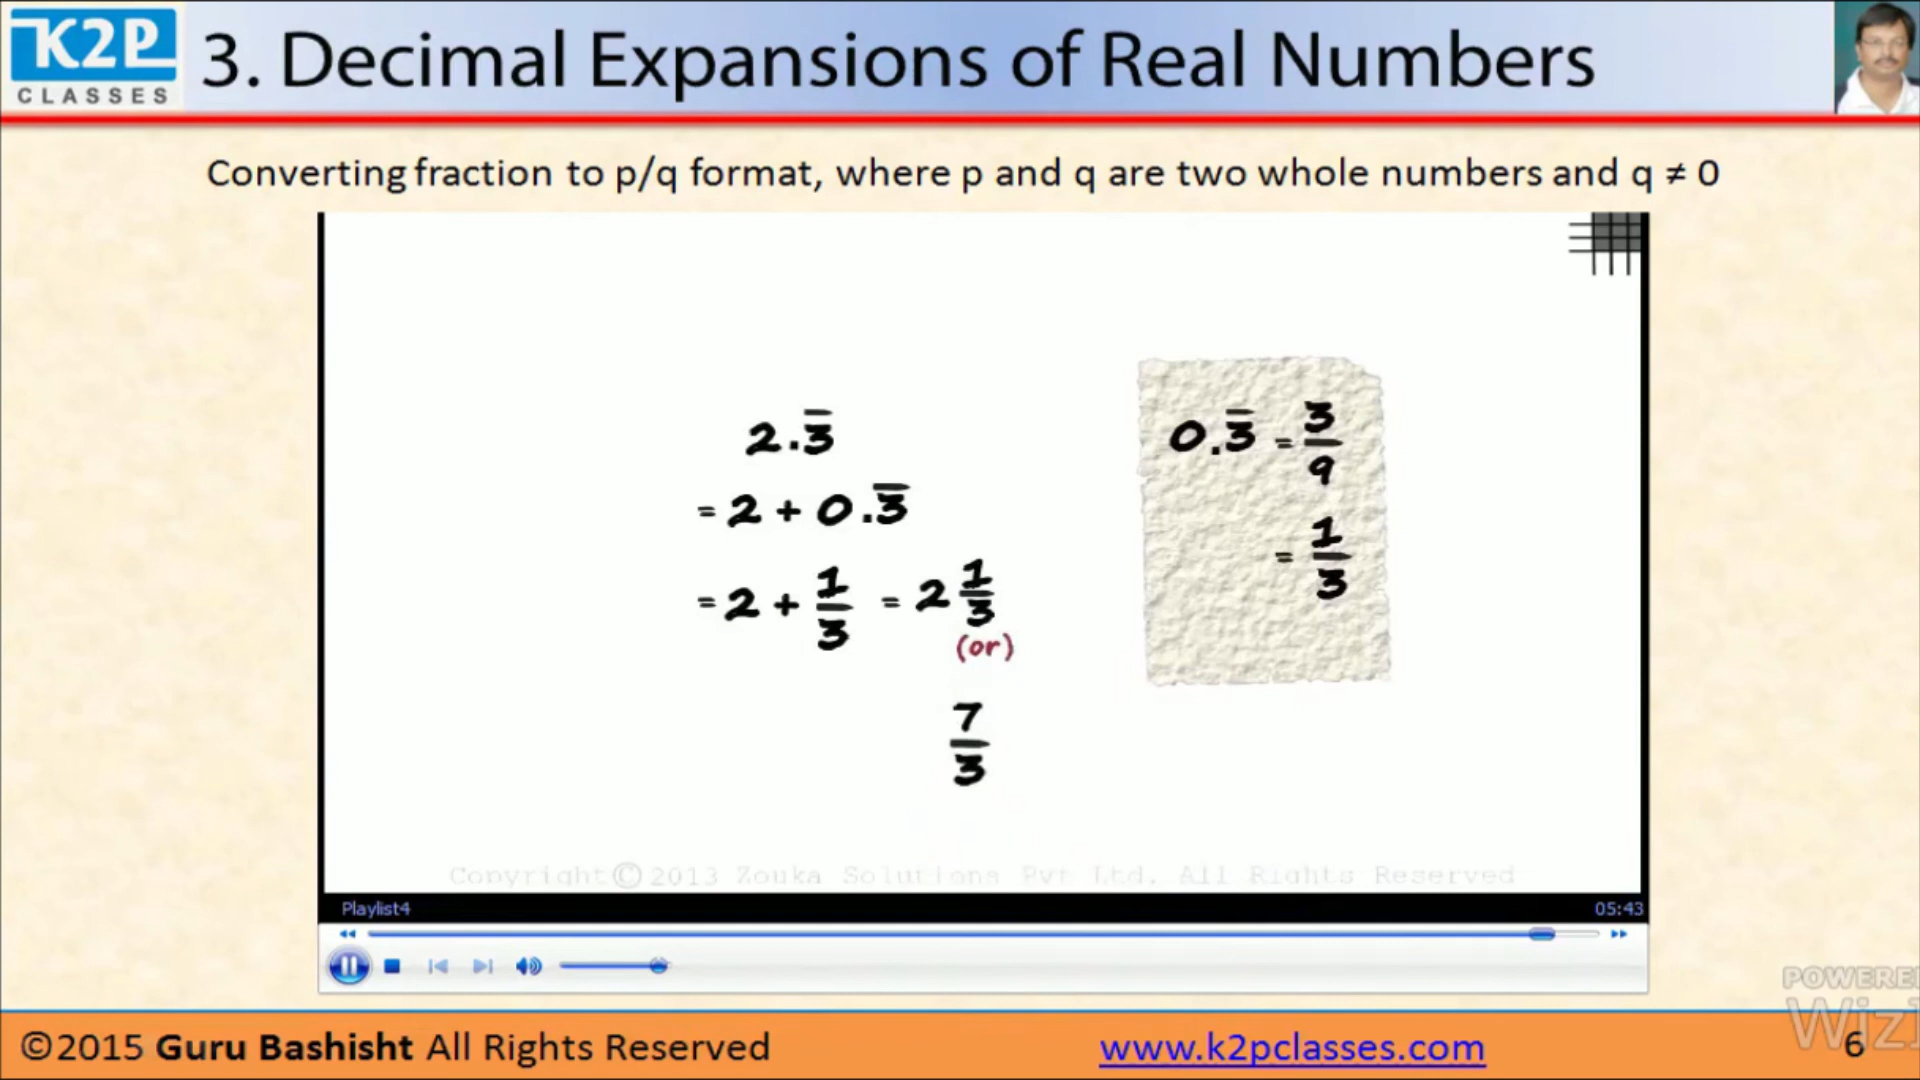 K2P
CLASSES
3. Decimal Expansions of Real Numbers
Converting fraction to p/q format, where p and q are two whole numbers and q ≠ 0
2.3̅
= 2 + 0.3̅
= 2 + 1/3 = 2 1/3
(or)
7/3
0.3̅ = 3/9
= 1/3
Copyright©2013 Zouka Solutions Pvt Ltd. All Rights Reserved
Playlist4
05:43
POWERE
Wiz
©2015 Guru Bashisht All Rights Reserved
www.k2pclasses.com
6